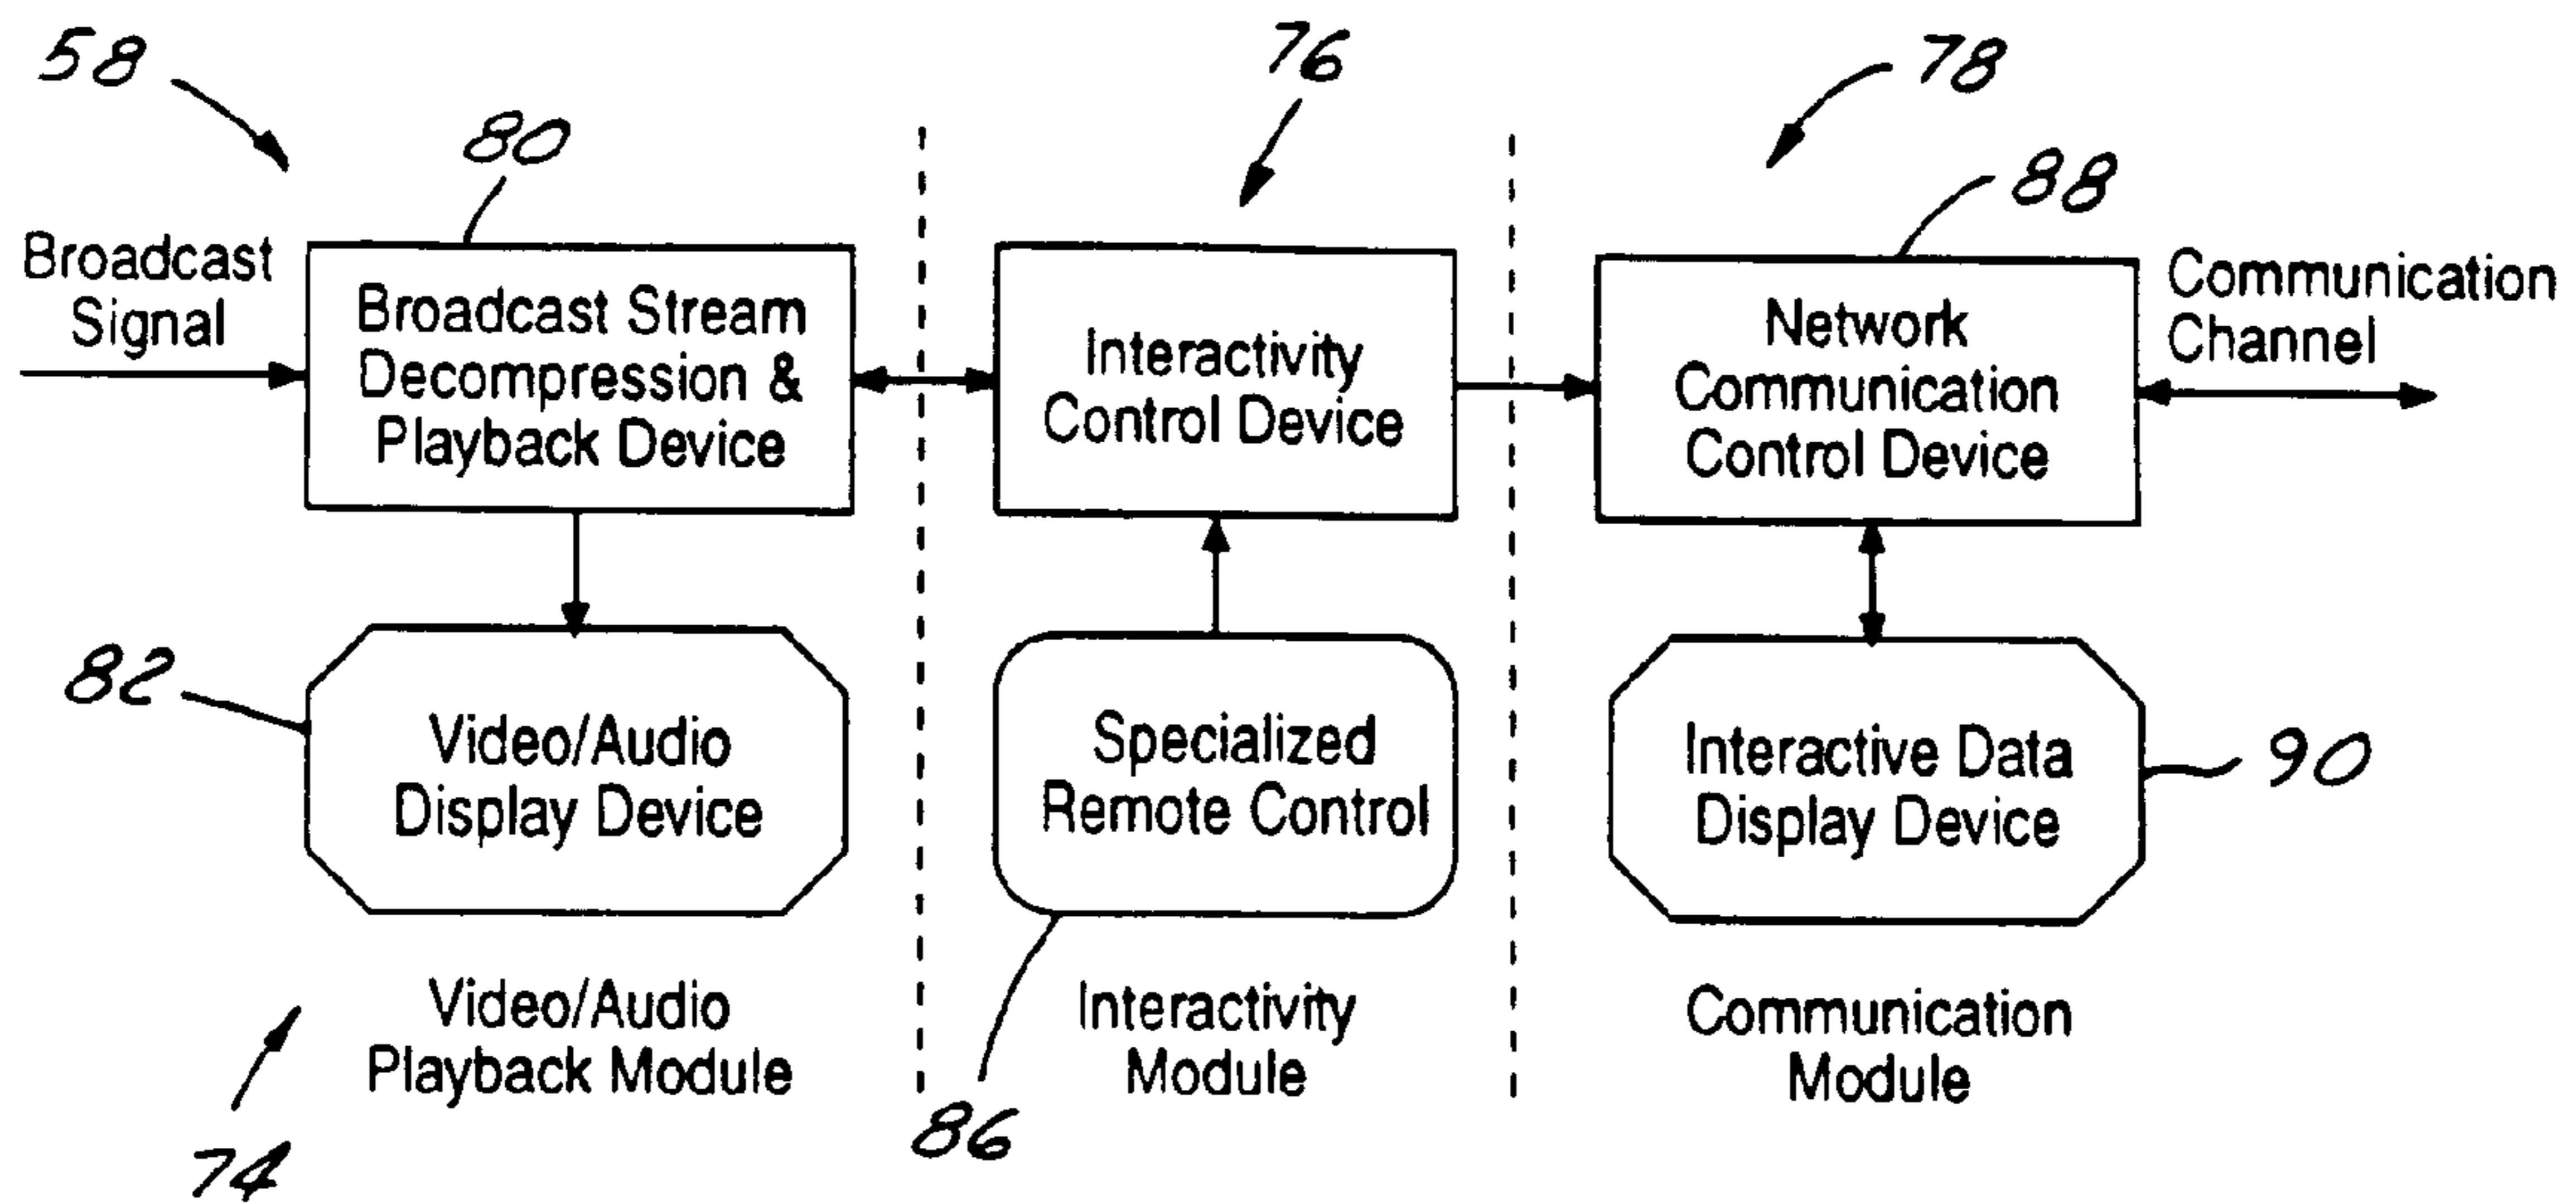 58
76
78
80
88
Broadcast
Signal
Broadcast Stream
Decompression &
Playback Device
Interactivity
Control Device
Network
Communication
Control Device
Communication
Channel
82
Video/Audio
Display Device
Specialized
Remote Control
Interactive Data
Display Device
90
Video/Audio
Playback Module
Interactivity
Module
Communication
Module
74
86